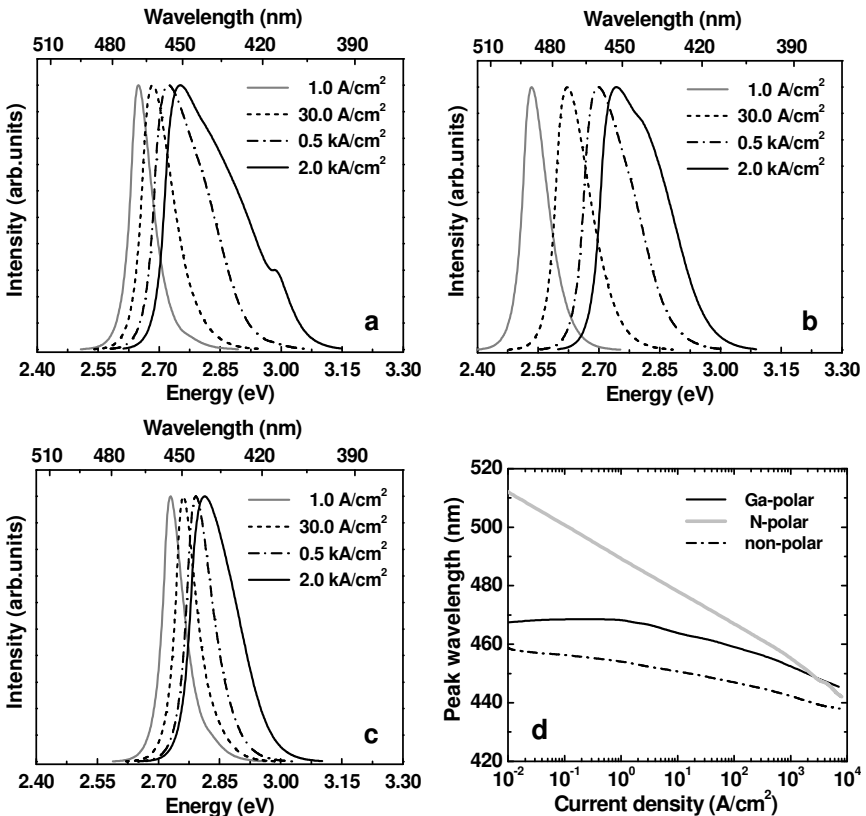 Wavelength (nm)
510 480 450 420 390
Intensity (arb.units)
1.0 A/cm²
30.0 A/cm²
0.5 kA/cm²
2.0 kA/cm²
a
2.40 2.55 2.70 2.85 3.00 3.15 3.30
Energy (eV)
Wavelength (nm)
510 480 450 420 390
Intensity (arb.units)
1.0 A/cm²
30.0 A/cm²
0.5 kA/cm²
2.0 kA/cm²
b
2.40 2.55 2.70 2.85 3.00 3.15 3.30
Energy (eV)
Wavelength (nm)
510 480 450 420 390
Intensity (arb.units)
1.0 A/cm²
30.0 A/cm²
0.5 kA/cm²
2.0 kA/cm²
c
2.40 2.55 2.70 2.85 3.00 3.15 3.30
Energy (eV)
Peak wavelength (nm)
520
500
480
460
440
420
Ga-polar
N-polar
non-polar
d
10⁻² 10⁻¹ 10⁰ 10¹ 10² 10³ 10⁴
Current density (A/cm²)